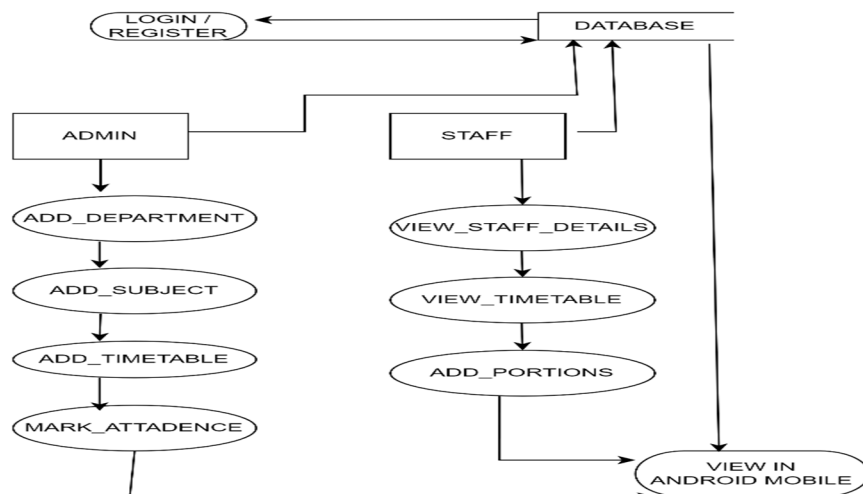 LOGIN /
REGISTER
DATABASE
ADMIN
STAFF
ADD_DEPARTMENT
VIEW_STAFF_DETAILS
ADD_SUBJECT
VIEW_TIMETABLE
ADD_TIMETABLE
ADD_PORTIONS
MARK_ATTADENCE
VIEW IN
ANDROID MOBILE